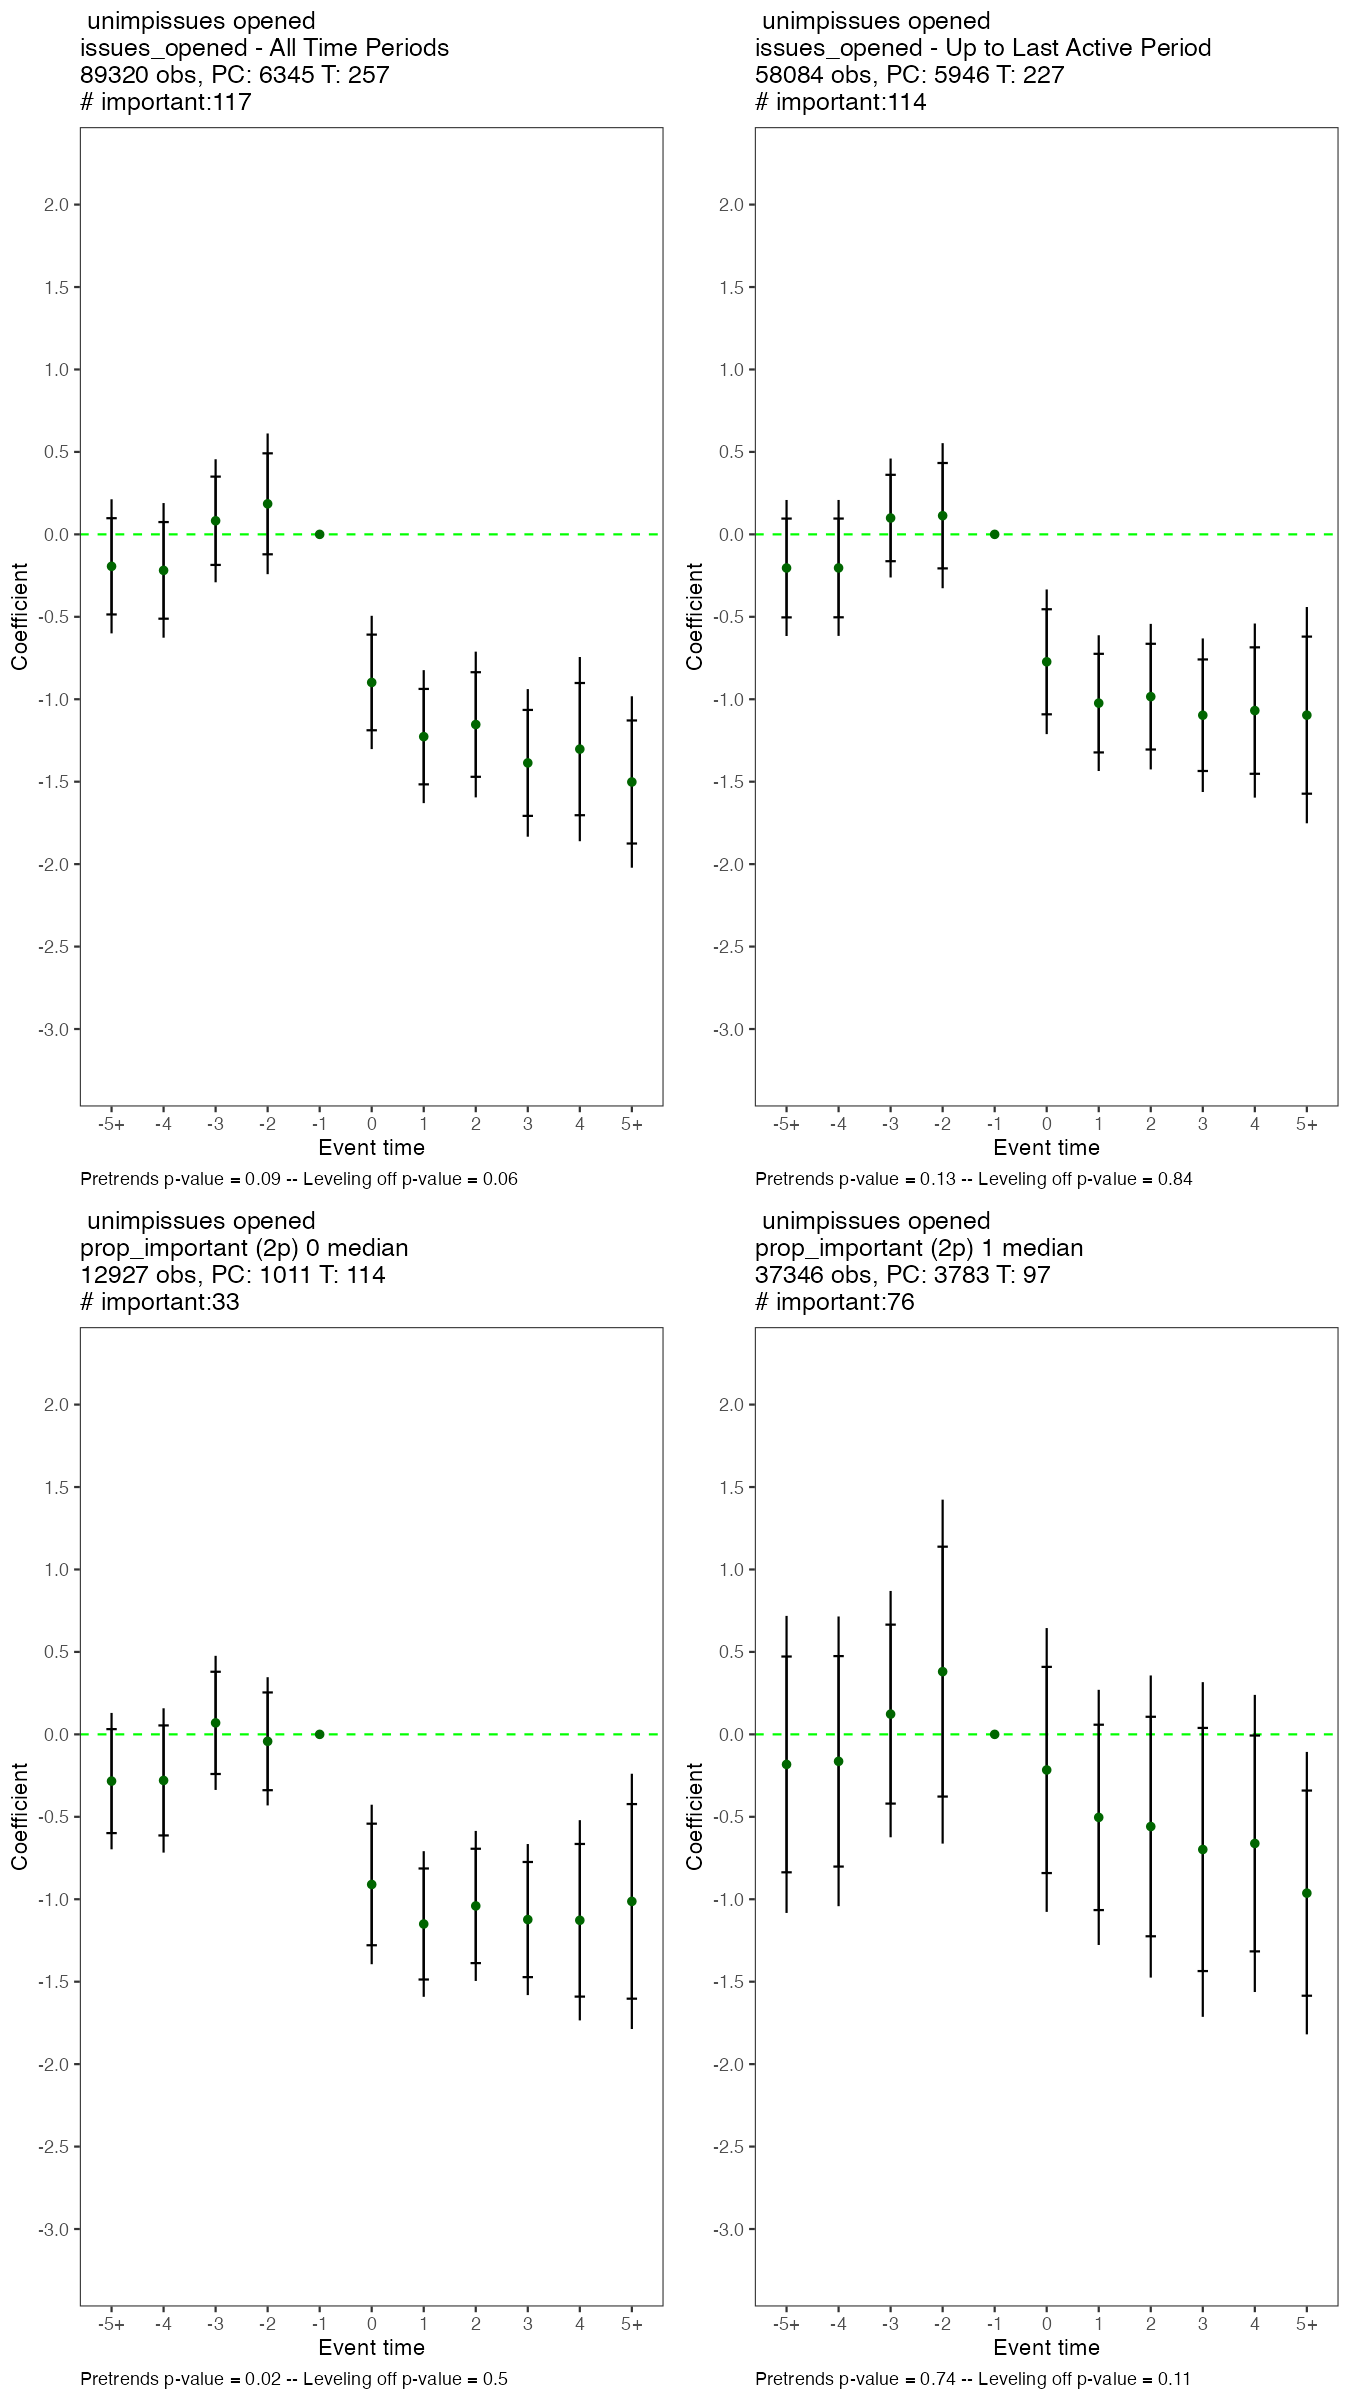 unimpissues opened
issues_opened - All Time Periods
89320 obs, PC: 6345 T: 257
# important:117
2.0
1.5
1.0
0.5
0.0
-0.5
-1.0
-1.5
-2.0
-2.5
-3.0
Coefficient
-5+ -4 -3 -2 -1 0 1 2 3 4 5+
Event time
Pretrends p-value = 0.09 -- Leveling off p-value = 0.06
unimpissues opened
issues_opened - Up to Last Active Period
58084 obs, PC: 5946 T: 227
# important:114
2.0
1.5
1.0
0.5
0.0
-0.5
-1.0
-1.5
-2.0
-2.5
-3.0
Coefficient
-5+ -4 -3 -2 -1 0 1 2 3 4 5+
Event time
Pretrends p-value = 0.13 -- Leveling off p-value = 0.84
unimpissues opened
prop_important (2p) 0 median
12927 obs, PC: 1011 T: 114
# important:33
2.0
1.5
1.0
0.5
0.0
-0.5
-1.0
-1.5
-2.0
-2.5
-3.0
Coefficient
-5+ -4 -3 -2 -1 0 1 2 3 4 5+
Event time
Pretrends p-value = 0.02 -- Leveling off p-value = 0.5
unimpissues opened
prop_important (2p) 1 median
37346 obs, PC: 3783 T: 97
# important:76
2.0
1.5
1.0
0.5
0.0
-0.5
-1.0
-1.5
-2.0
-2.5
-3.0
Coefficient
-5+ -4 -3 -2 -1 0 1 2 3 4 5+
Event time
Pretrends p-value = 0.74 -- Leveling off p-value = 0.11